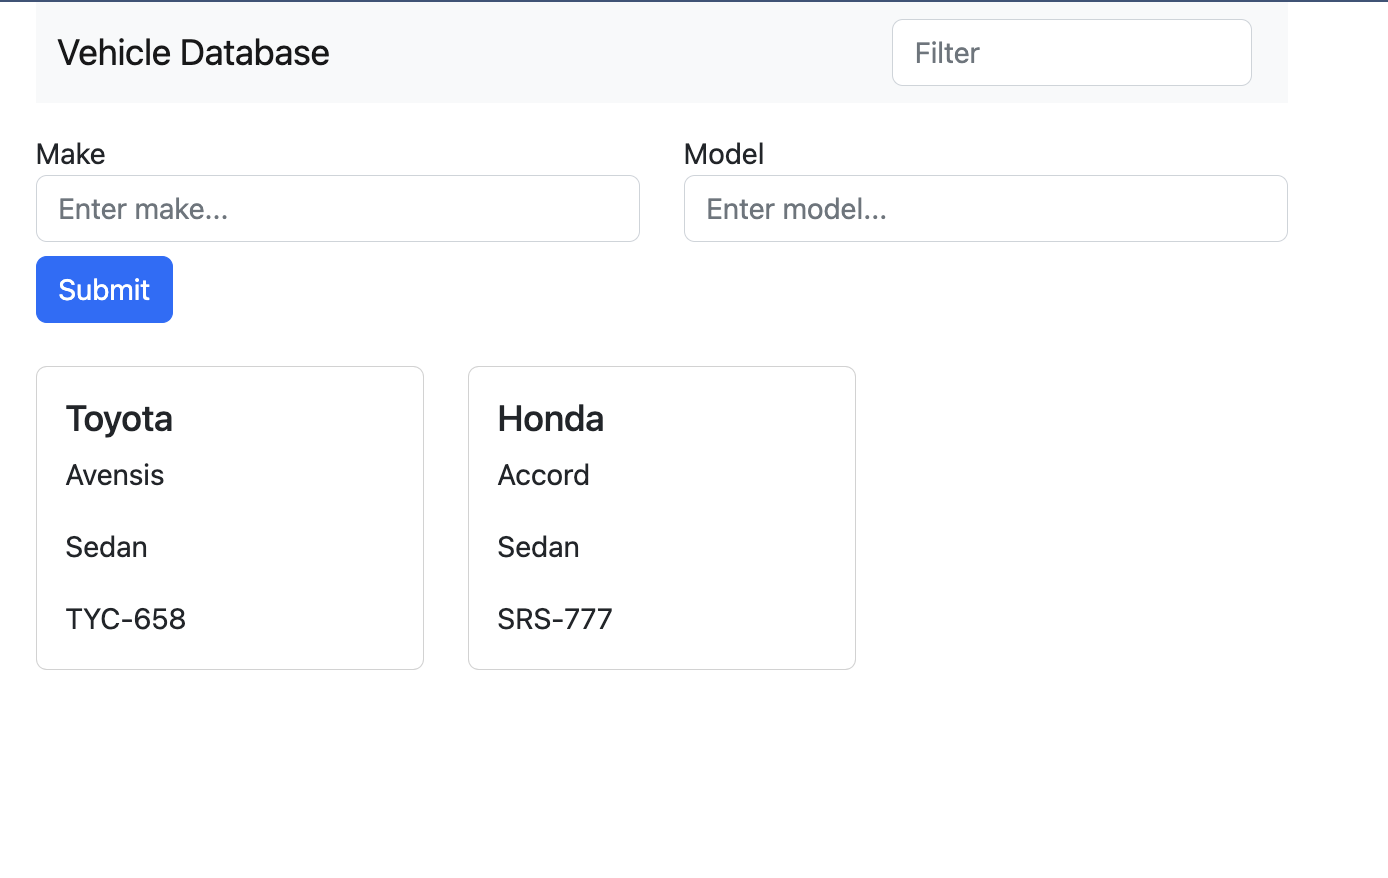 Vehicle Database
Filter
Make
Model
Enter make...
Enter model...
Submit
Toyota
Avensis
Sedan
TYC-658
Honda
Accord
Sedan
SRS-777